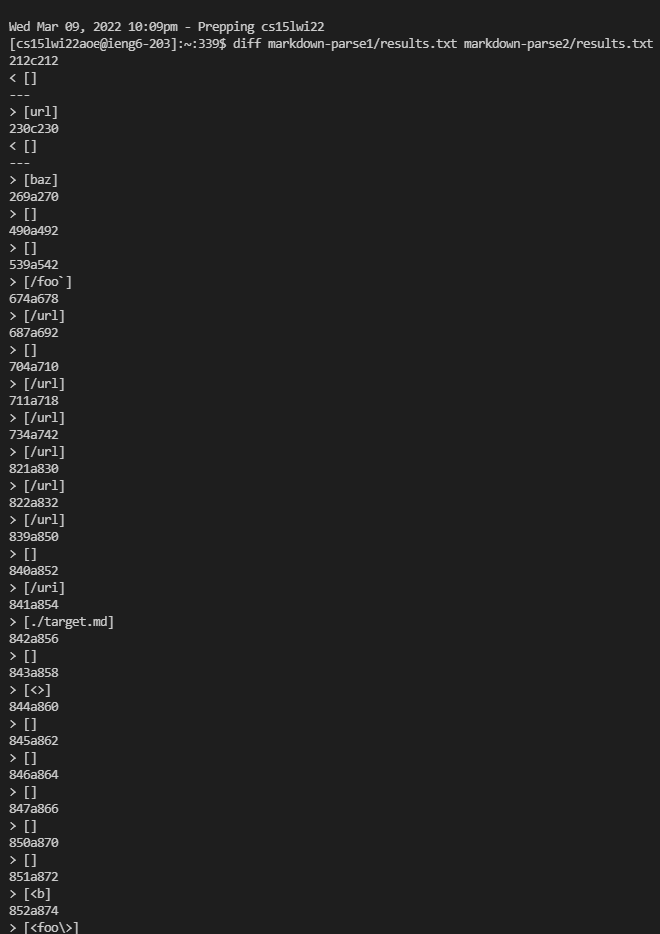 Wed Mar 09, 2022 10:09pm - Prepping cs15lwi22
[cs15lwi22aoe@ieng6-203]:~:339$ diff markdown-parse1/results.txt markdown-parse2/results.txt
212c212
< []
---
> [url]
230c230
< []
---
> [baz]
269a270
> []
490a492
> []
539a542
> [/foo`]
674a678
> [/url]
687a692
> []
704a710
> [/url]
711a718
> [/url]
734a742
> [/url]
821a830
> [/url]
822a832
> [/url]
839a850
> []
840a852
> [/uri]
841a854
> [./target.md]
842a856
> []
843a858
> [<>]
844a860
> []
845a862
> []
846a864
> []
847a866
> []
850a870
> []
851a872
> [<b]
852a874
> [<foo\>]